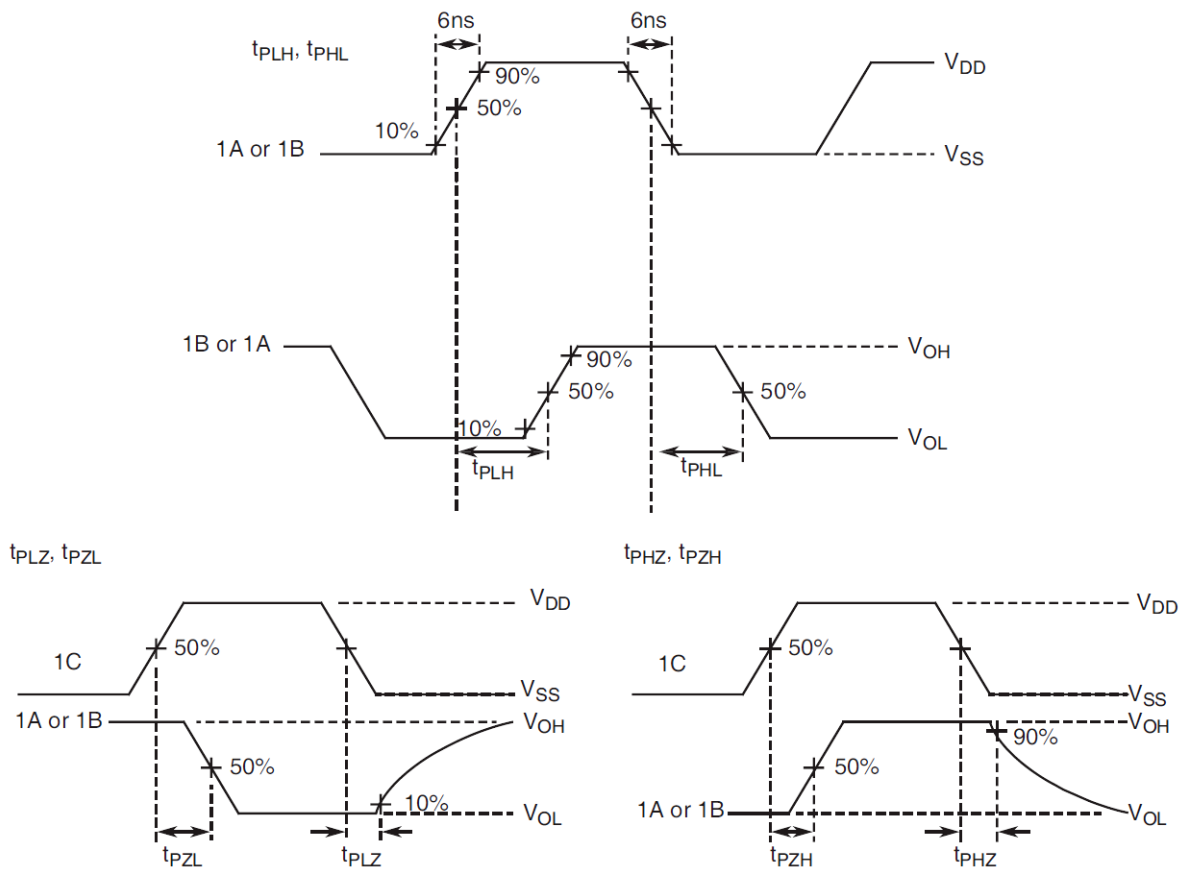 6ns 6ns
tPLH, tPHL
VDD
90%
50%
10%
1A or 1B
VSS
1B or 1A
VOH
90%
50% 50%
10%
VOL
tPLH tPHL
tPLZ, tPZL
VDD
50%
1C
VSS
1A or 1B
VOH
50%
10%
VOL
tPZL tPLZ
tPHZ, tPZH
VDD
50%
1C
VSS
VOH
90%
50%
1A or 1B
VOL
tPZH tPHZ